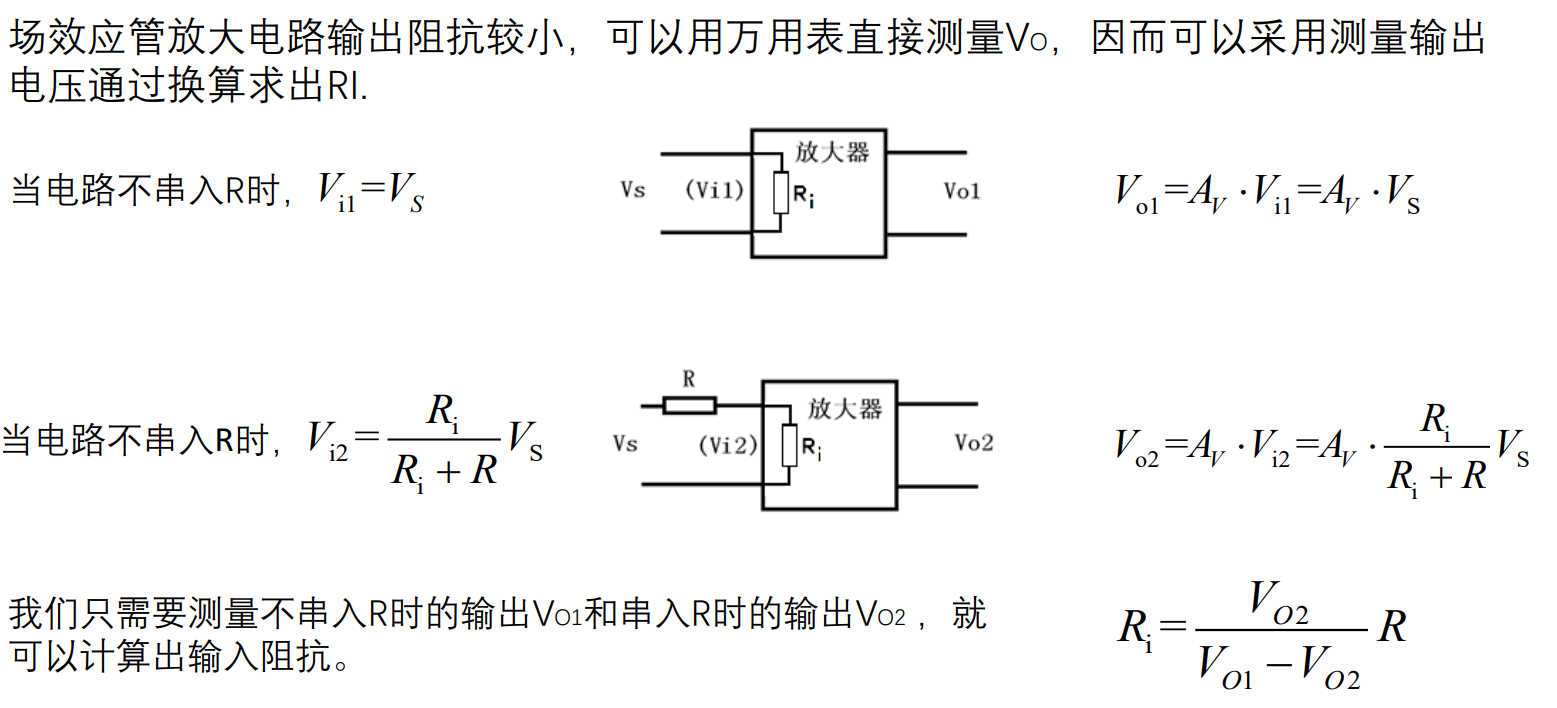 场效应管放大电路输出阻抗较小，可以用万用表直接测量VO，因而可以采用测量输出
电压通过换算求出RI.
当电路不串入R时，Vi1=VS
Vs (Vi1) 放大器 Ri Vo1
Vo1=AV·Vi1=AV·VS
当电路不串入R时，Vi2=Ri/(Ri+R) VS
R
Vs (Vi2) 放大器 Ri Vo2
Vo2=AV·Vi2=AV·Ri/(Ri+R) VS
我们只需要测量不串入R时的输出VO1和串入R时的输出VO2，就
可以计算出输入阻抗。
Ri=VO2/(VO1−VO2) R